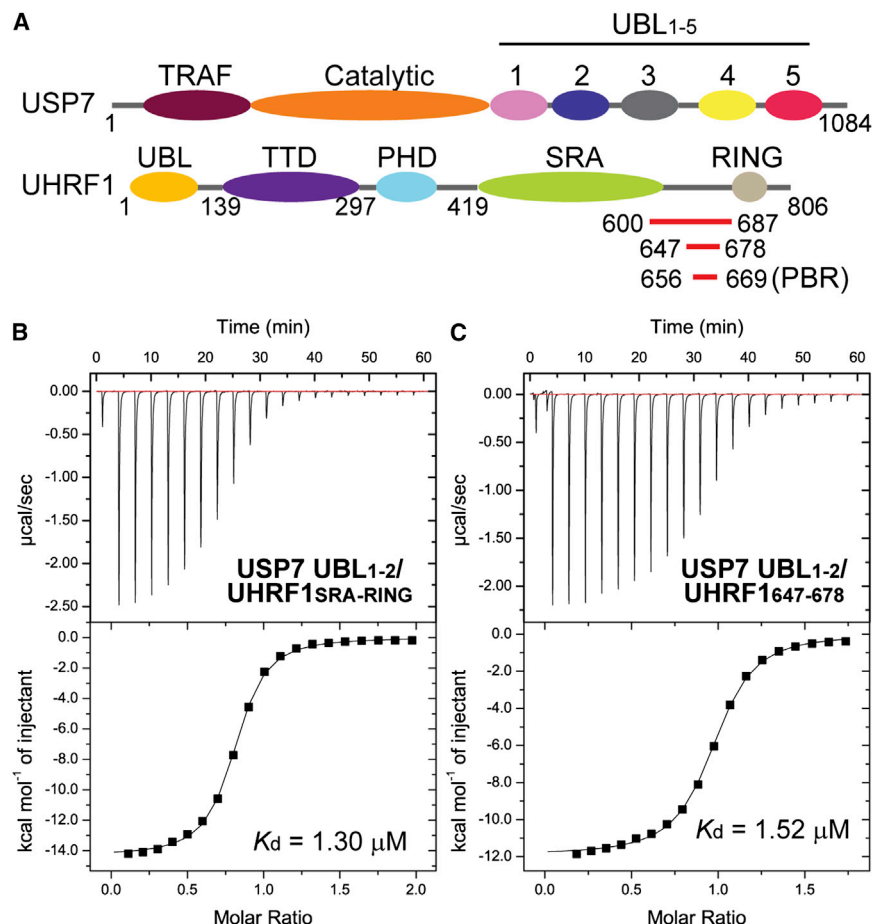 A
UBL1-5
TRAF Catalytic 1 2 3 4 5
USP7
1 1084
UBL TTD PHD SRA RING
UHRF1
1 139 297 419 806
600 687
647 678
656 669 (PBR)
B
Time (min)
0 10 20 30 40 50 60
0.00
-0.50
-1.00
-1.50
-2.00
-2.50
µcal/sec
USP7 UBL1-2/
UHRF1SRA-RING
0.0
-2.0
-4.0
-6.0
-8.0
-10.0
-12.0
-14.0
kcal mol-1 of injectant
Kd = 1.30 µM
0.0 0.5 1.0 1.5 2.0
Molar Ratio
C
Time (min)
0 10 20 30 40 50 60
0.00
-0.50
-1.00
-1.50
-2.00
µcal/sec
USP7 UBL1-2/
UHRF1647-678
0.0
-2.0
-4.0
-6.0
-8.0
-10.0
-12.0
kcal mol-1 of injectant
Kd = 1.52 µM
0.0 0.5 1.0 1.5
Molar Ratio